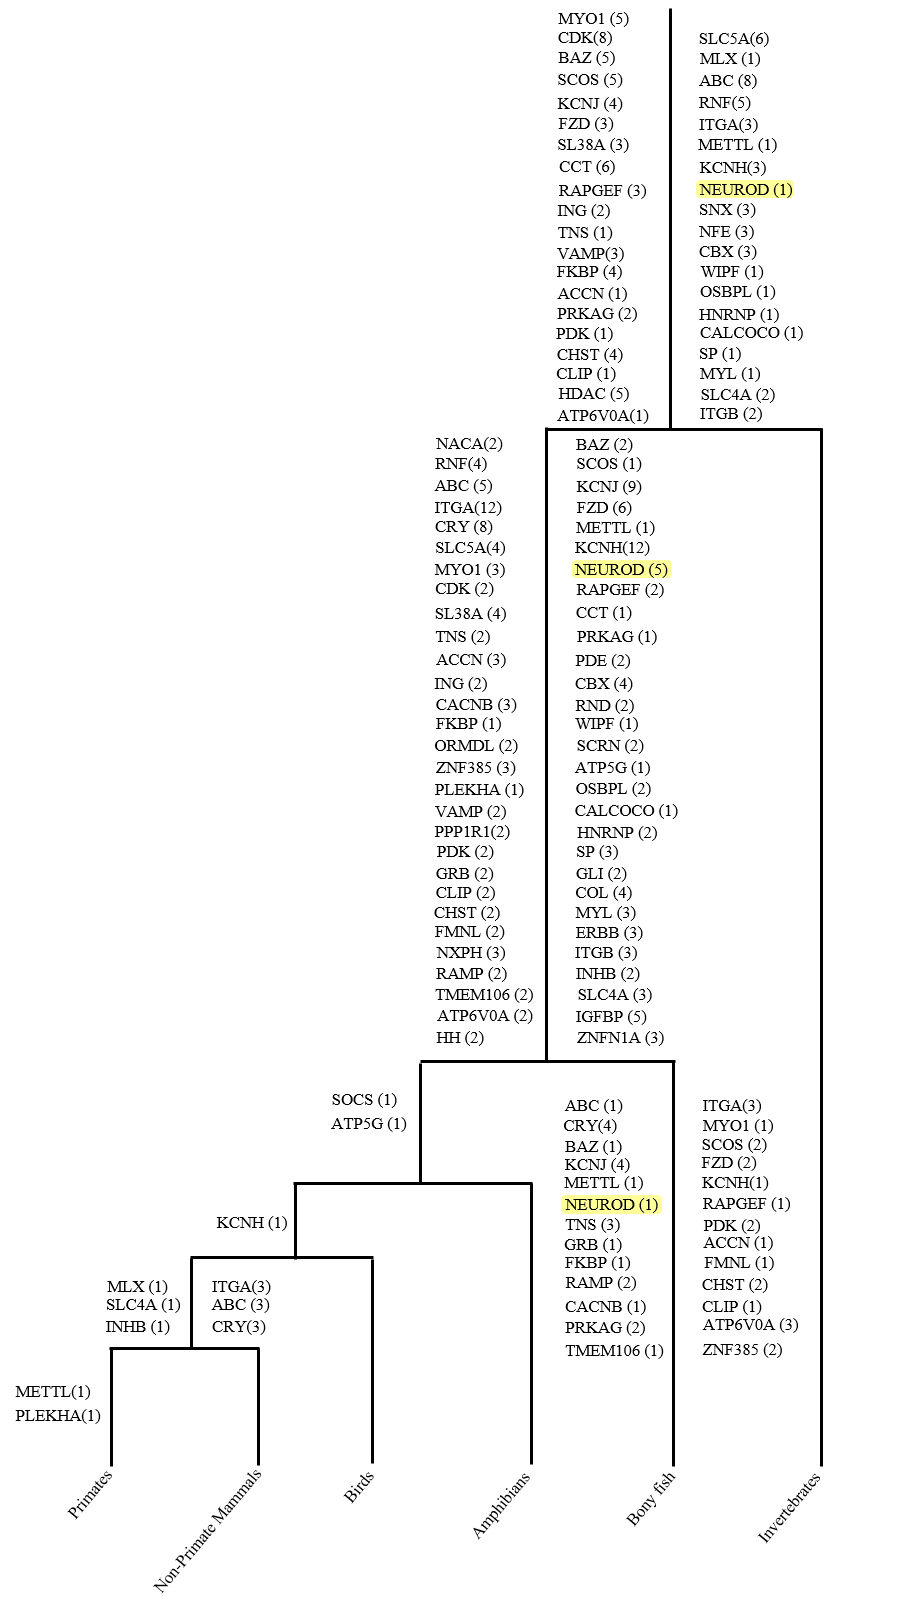 MYO1 (5)
CDK(8)
BAZ (5)
SCOS (5)
KCNJ (4)
FZD (3)
SL38A (3)
CCT (6)
RAPGEF (3)
ING (2)
TNS (1)
VAMP(3)
FKBP (4)
ACCN (1)
PRKAG (2)
PDK (1)
CHST (4)
CLIP (1)
HDAC (5)
ATP6V0A(1)
SLC5A(6)
MLX (1)
ABC (8)
RNF(5)
ITGA(3)
METTL (1)
KCNH(3)
NEUROD (1)
SNX (3)
NFE (3)
CBX (3)
WIPF (1)
OSBPL (1)
HNRNP (1)
CALCOCO (1)
SP (1)
MYL (1)
SLC4A (2)
ITGB (2)
NACA(2)
RNF(4)
ABC (5)
ITGA(12)
CRY (8)
SLC5A(4)
MYO1 (3)
CDK (2)
SL38A (4)
TNS (2)
ACCN (3)
ING (2)
CACNB (3)
FKBP (1)
ORMDL (2)
ZNF385 (3)
PLEKHA (1)
VAMP (2)
PPP1R1(2)
PDK (2)
GRB (2)
CLIP (2)
CHST (2)
FMNL (2)
NXPH (3)
RAMP (2)
TMEM106 (2)
ATP6V0A (2)
HH (2)
BAZ (2)
SCOS (1)
KCNJ (9)
FZD (6)
METTL (1)
KCNH(12)
NEUROD (5)
RAPGEF (2)
CCT (1)
PRKAG (1)
PDE (2)
CBX (4)
RND (2)
WIPF (1)
SCRN (2)
ATP5G (1)
OSBPL (2)
CALCOCO (1)
HNRNP (2)
SP (3)
GLI (2)
COL (4)
MYL (3)
ERBB (3)
ITGB (3)
INHB (2)
SLC4A (3)
IGFBP (5)
ZNFN1A (3)
SOCS (1)
ATP5G (1)
ABC (1)
CRY(4)
BAZ (1)
KCNJ (4)
METTL (1)
NEUROD (1)
TNS (3)
GRB (1)
FKBP (1)
RAMP (2)
CACNB (1)
PRKAG (2)
TMEM106 (1)
ITGA(3)
MYO1 (1)
SCOS (2)
FZD (2)
KCNH(1)
RAPGEF (1)
PDK (2)
ACCN (1)
FMNL (1)
CHST (2)
CLIP (1)
ATP6V0A (3)
ZNF385 (2)
KCNH (1)
MLX (1)
SLC4A (1)
INHB (1)
ITGA(3)
ABC (3)
CRY(3)
METTL(1)
PLEKHA(1)
Primates
Non-Primate Mammals
Birds
Amphibians
Bony fish
Invertebrates